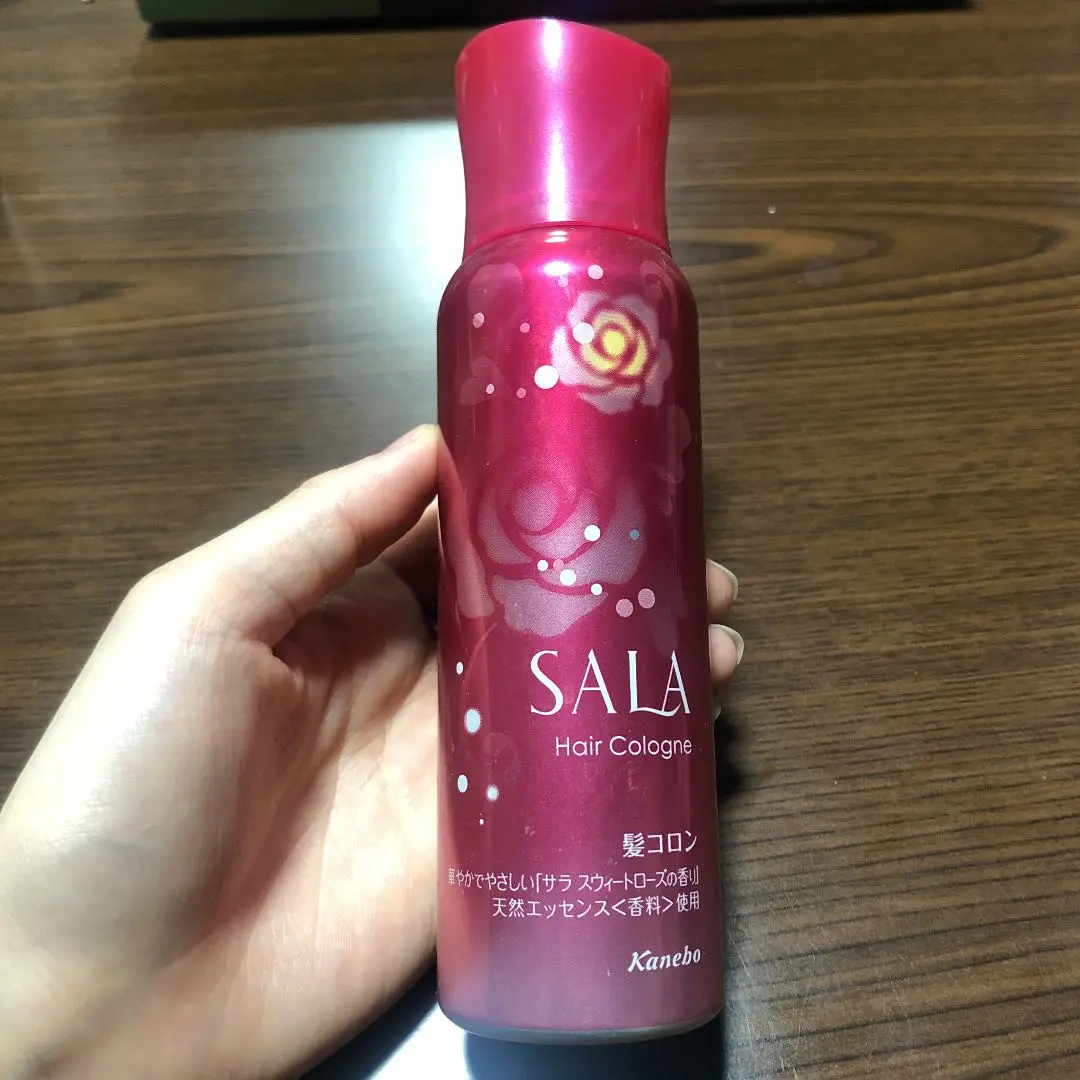 SALA
Hair Cologne
髪コロン
華やかでやさしい「サラ スウィートローズの香り」
天然エッセンス<香料>使用
Kanebo